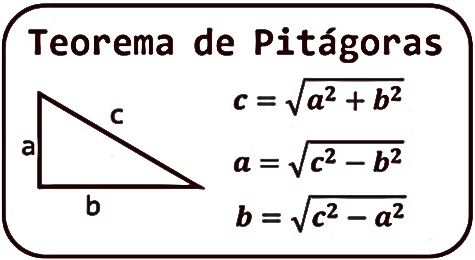 Teorema de Pitágoras
c
a
b
c = √(a² + b²)
a = √(c² − b²)
b = √(c² − a²)